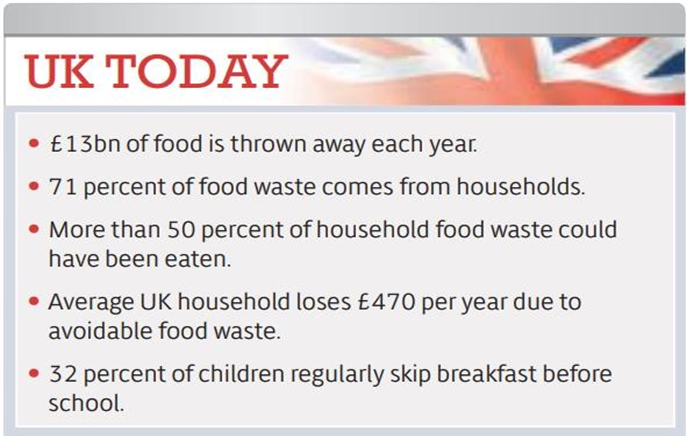 UK TODAY
• £13bn of food is thrown away each year.
• 71 percent of food waste comes from households.
• More than 50 percent of household food waste could
have been eaten.
• Average UK household loses £470 per year due to
avoidable food waste.
• 32 percent of children regularly skip breakfast before
school.